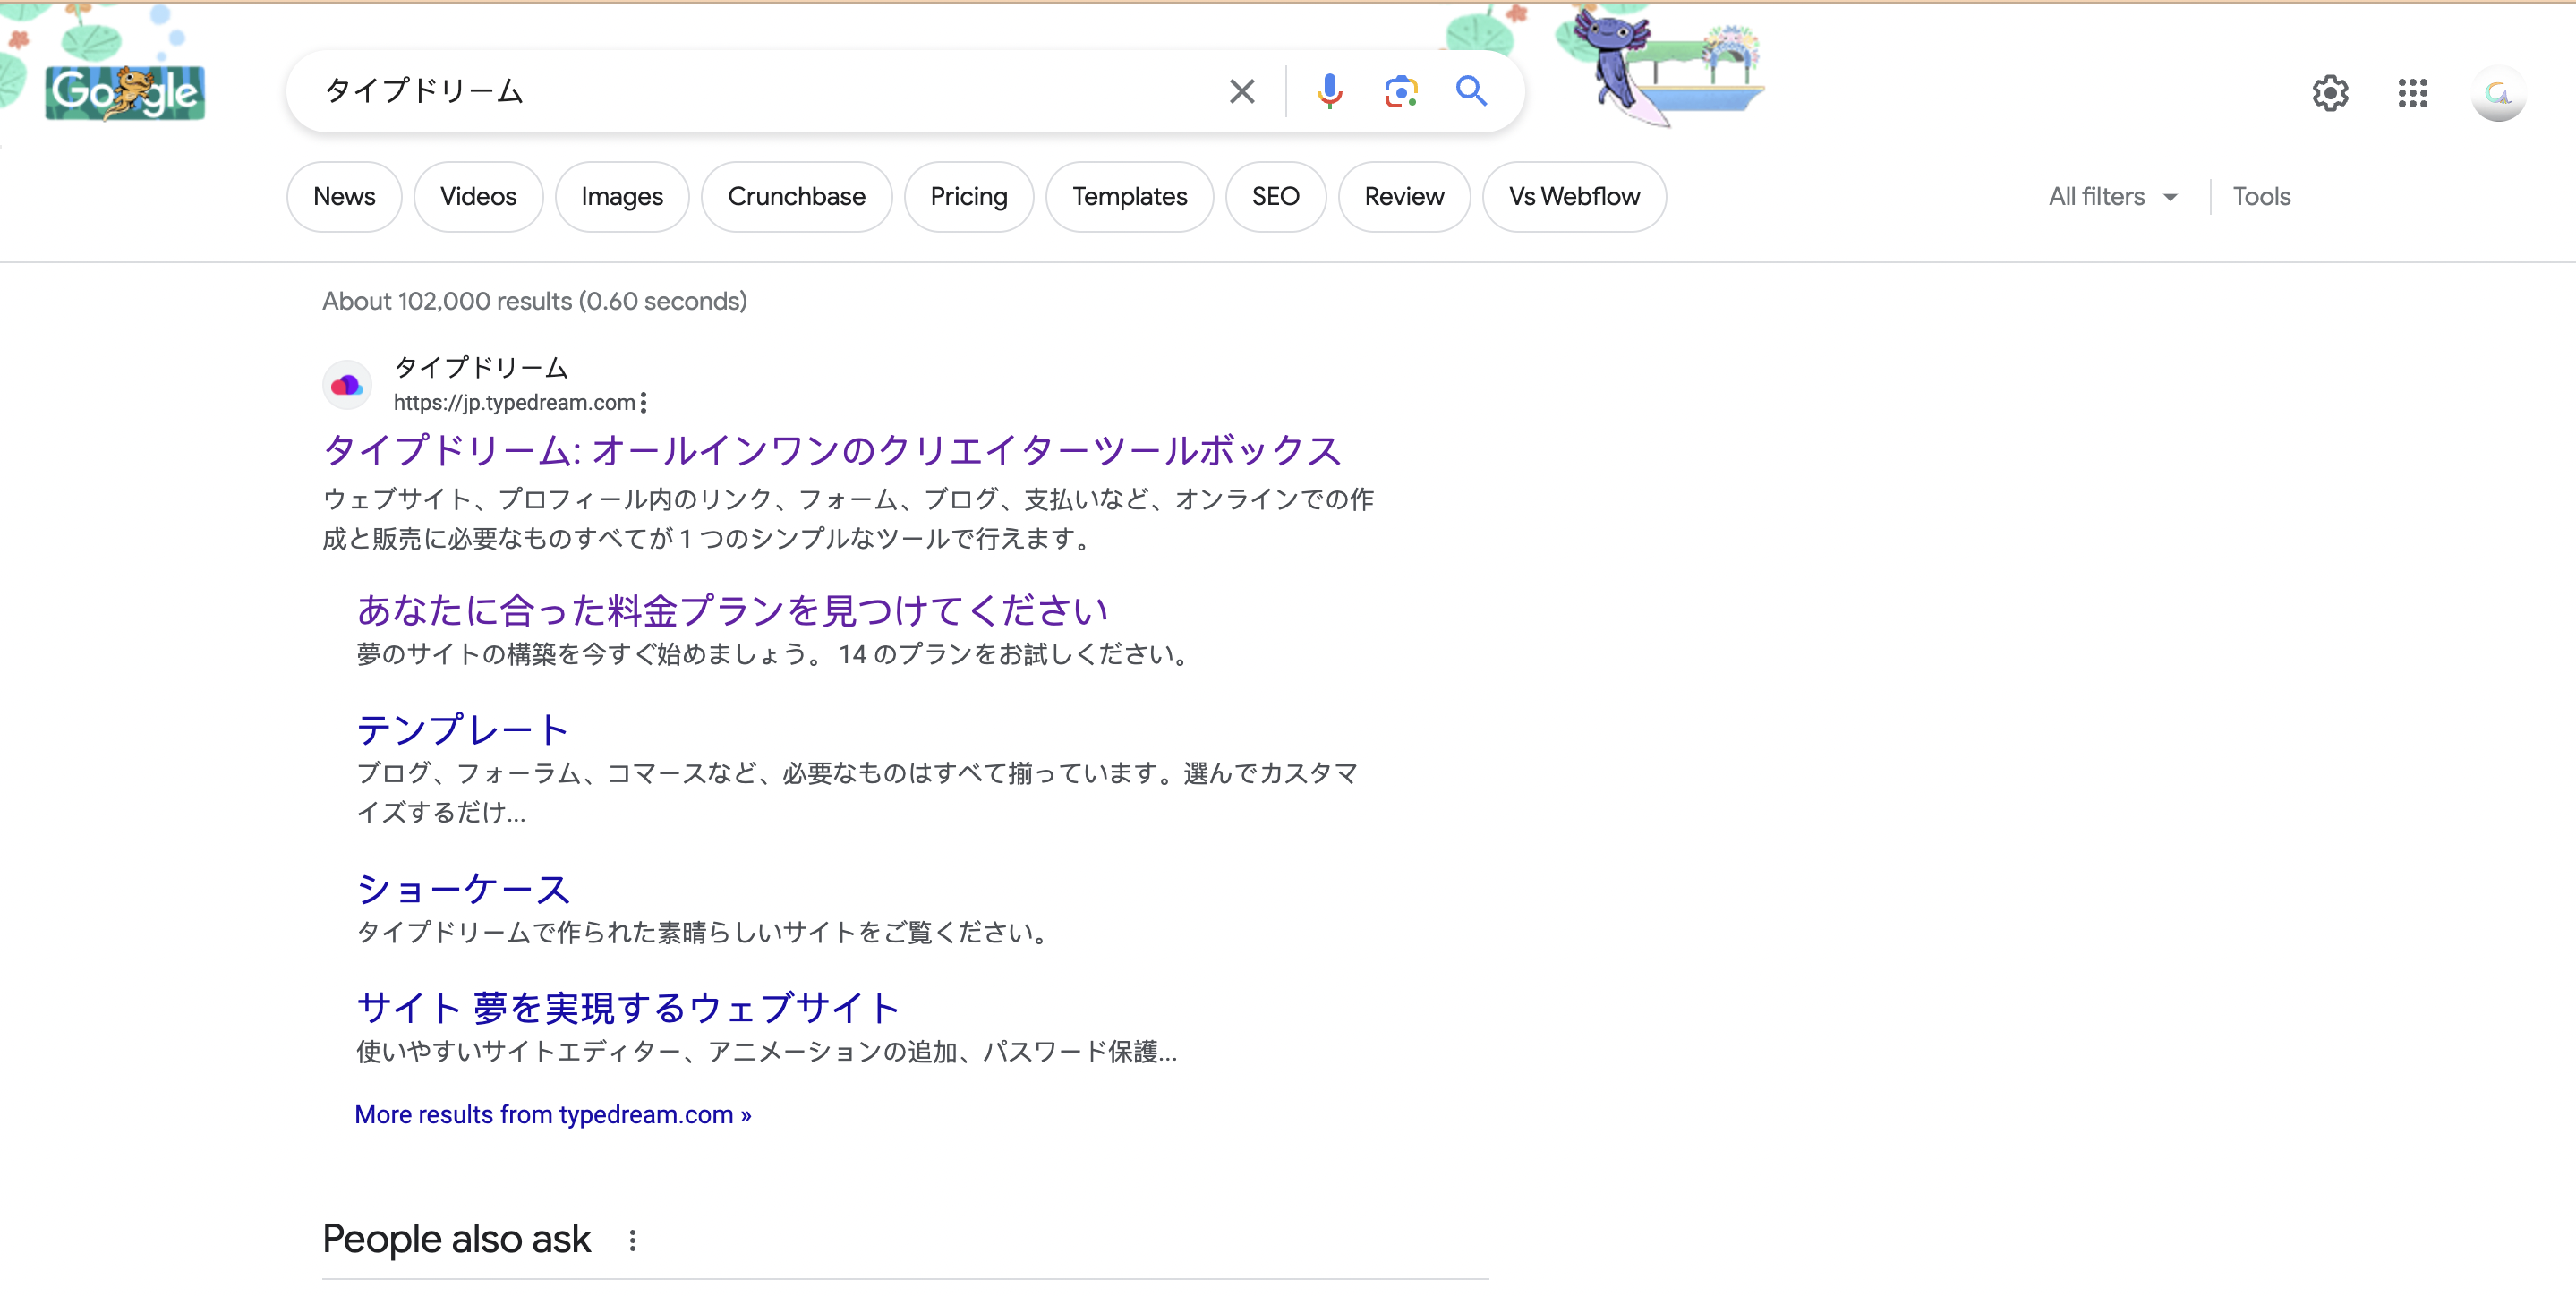 Google
タイプドリーム
News
Videos
Images
Crunchbase
Pricing
Templates
SEO
Review
Vs Webflow
All filters
Tools
About 102,000 results (0.60 seconds)
タイプドリーム
https://jp.typedream.com
タイプドリーム: オールインワンのクリエイターツールボックス
ウェブサイト、プロフィール内のリンク、フォーム、ブログ、支払いなど、オンラインでの作
成と販売に必要なものすべてが 1 つのシンプルなツールで行えます。
あなたに合った料金プランを見つけてください
夢のサイトの構築を今すぐ始めましょう。 14 のプランをお試しください。
テンプレート
ブログ、フォーラム、コマースなど、必要なものはすべて揃っています。選んでカスタマ
イズするだけ...
ショーケース
タイプドリームで作られた素晴らしいサイトをご覧ください。
サイト 夢を実現するウェブサイト
使いやすいサイトエディター、アニメーションの追加、パスワード保護...
More results from typedream.com »
People also ask